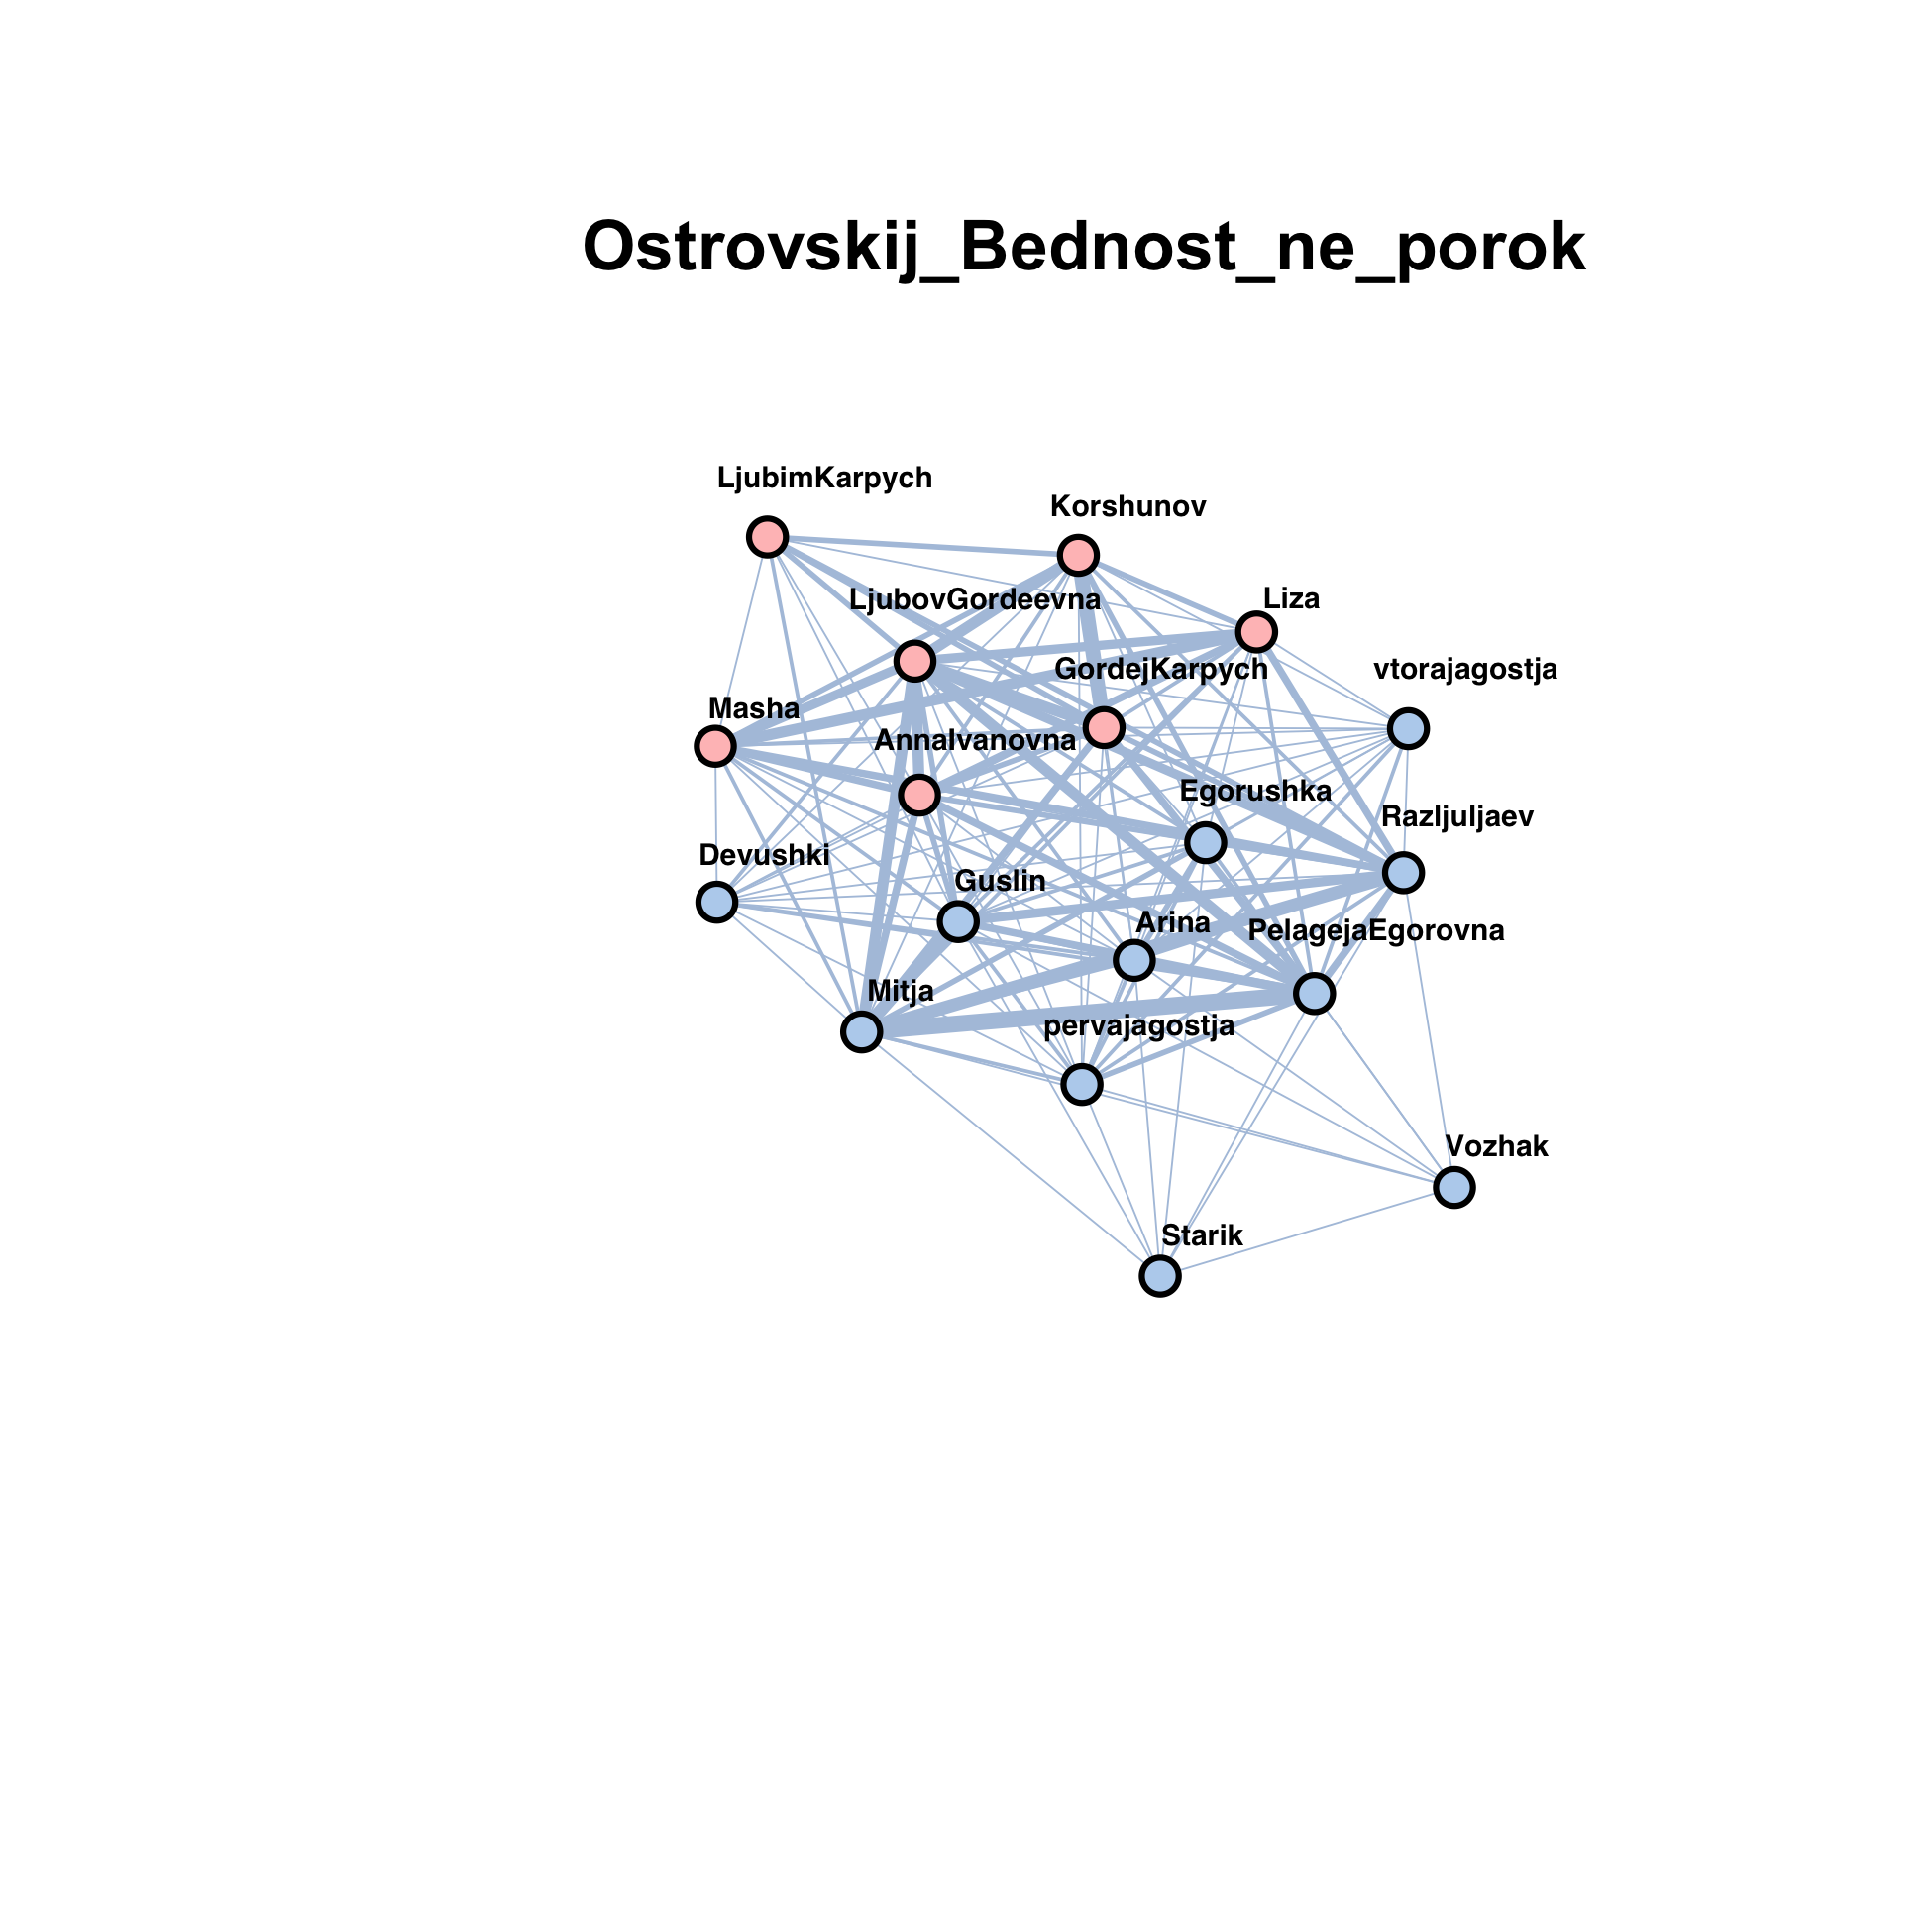 Ostrovskij_Bednost_ne_porok
LjubimKarpych
Korshunov
LjubovGordeevna
Liza
GordejKarpych
vtorajagostja
Masha
AnnaIvanovna
Egorushka
Razljuljaev
Devushki
Guslin
Arina
PelagejaEgorovna
Mitja
pervajagostja
Vozhak
Starik